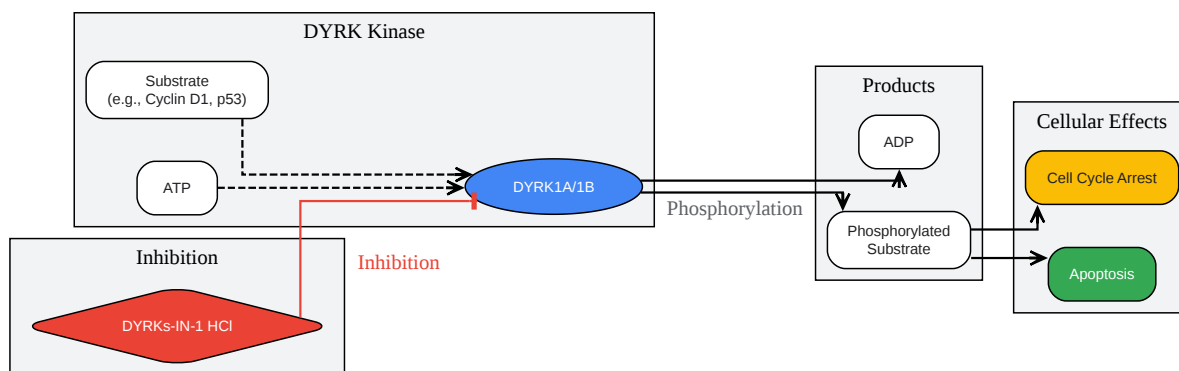 DYRK Kinase
Substrate
(e.g., Cyclin D1, p53)
ATP
DYRK1A/1B
Phosphorylation
Products
ADP
Phosphorylated
Substrate
Cellular Effects
Cell Cycle Arrest
Apoptosis
Inhibition
Inhibition
DYRKs-IN-1 HCl